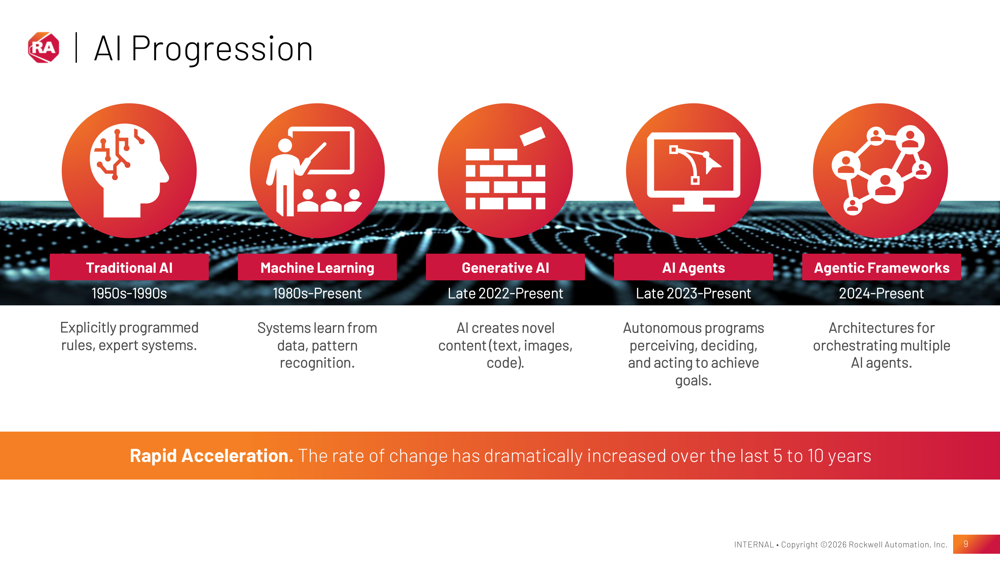 RA
AI Progression
Traditional AI
1950s-1990s
Explicitly programmed
rules, expert systems.
Machine Learning
1980s-Present
Systems learn from
data, pattern
recognition.
Generative AI
Late 2022-Present
AI creates novel
content (text, images,
code).
AI Agents
Late 2023-Present
Autonomous programs
perceiving, deciding,
and acting to achieve
goals.
Agentic Frameworks
2024-Present
Architectures for
orchestrating multiple
AI agents.
Rapid Acceleration. The rate of change has dramatically increased over the last 5 to 10 years
INTERNAL • Copyright ©2026 Rockwell Automation, Inc.
9